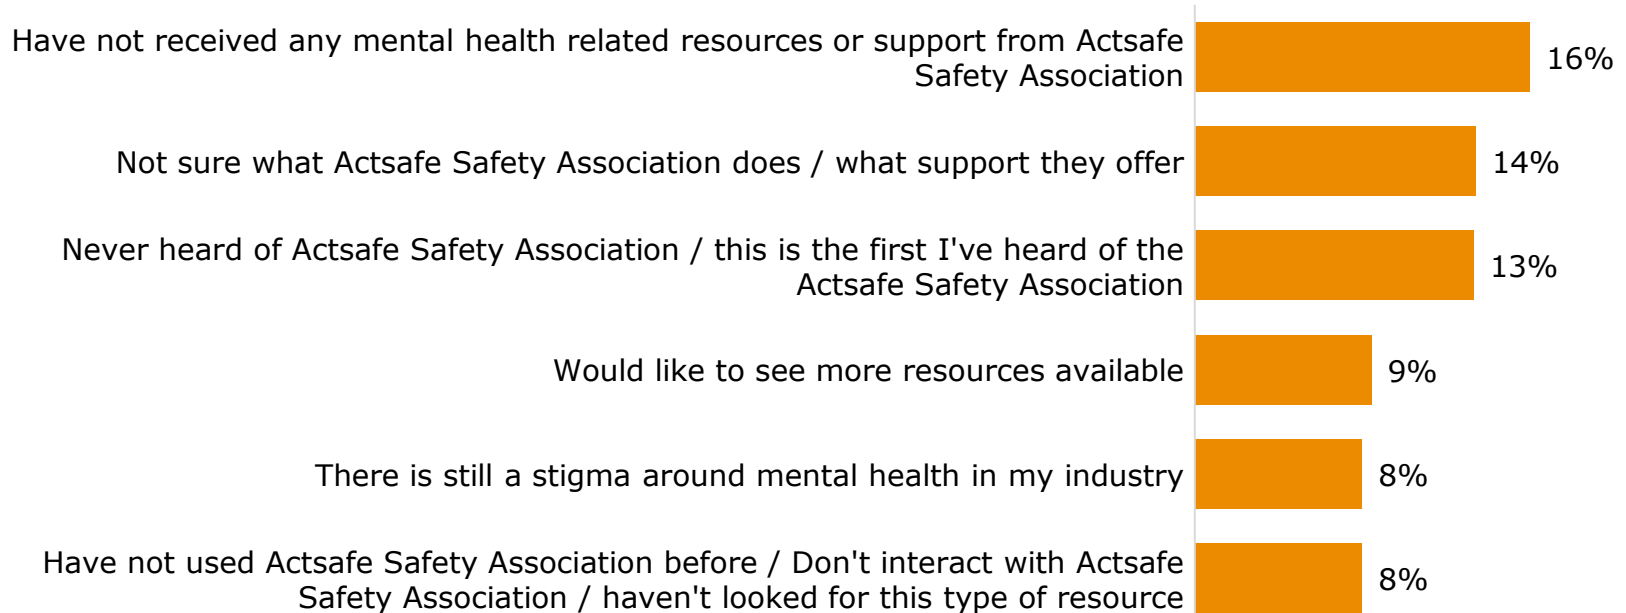 Have not received any mental health related resources or support from Actsafe
Safety Association
16%
Not sure what Actsafe Safety Association does / what support they offer
14%
Never heard of Actsafe Safety Association / this is the first I've heard of the
Actsafe Safety Association
13%
Would like to see more resources available
9%
There is still a stigma around mental health in my industry
8%
Have not used Actsafe Safety Association before / Don't interact with Actsafe
Safety Association / haven't looked for this type of resource
8%